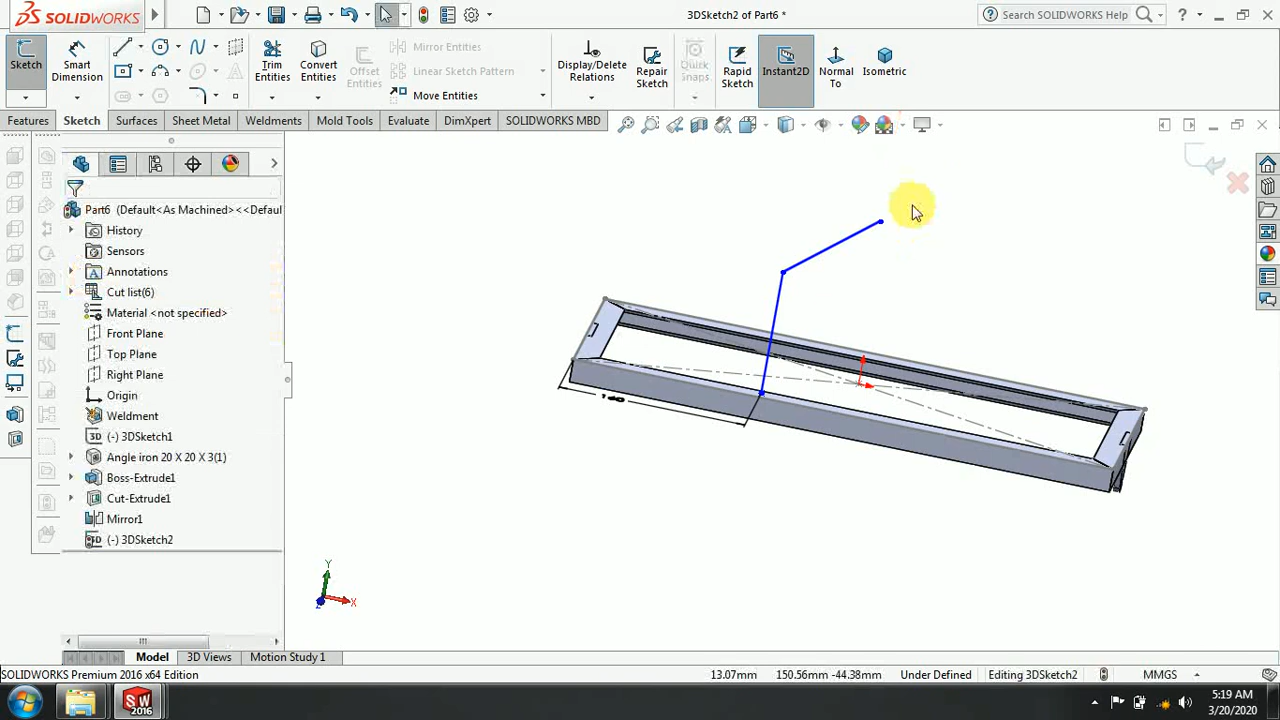 SOLIDWORKS
3DSketch2 of Part6 *
Search SOLIDWORKS Help
Sketch
Smart Dimension
Trim Entities
Convert Entities
Offset Entities
Mirror Entities
Linear Sketch Pattern
Move Entities
Display/Delete Relations
Repair Sketch
Quick Snaps
Rapid Sketch
Instant2D
Normal To
Isometric
Features
Sketch
Surfaces
Sheet Metal
Weldments
Mold Tools
Evaluate
DimXpert
SOLIDWORKS MBD
Part6 (Default<As Machined><<Defaul
History
Sensors
Annotations
Cut list(6)
Material <not specified>
Front Plane
Top Plane
Right Plane
Origin
Weldment
3D (-) 3DSketch1
Angle iron 20 X 20 X 3(1)
Boss-Extrude1
Cut-Extrude1
Mirror1
3D (-) 3DSketch2
Y
X
Z
Model
3D Views
Motion Study 1
SOLIDWORKS Premium 2016 x64 Edition
13.07mm
150.56mm -44.38mm
Under Defined
Editing 3DSketch2
MMGS
SW 2016
5:19 AM
3/20/2020